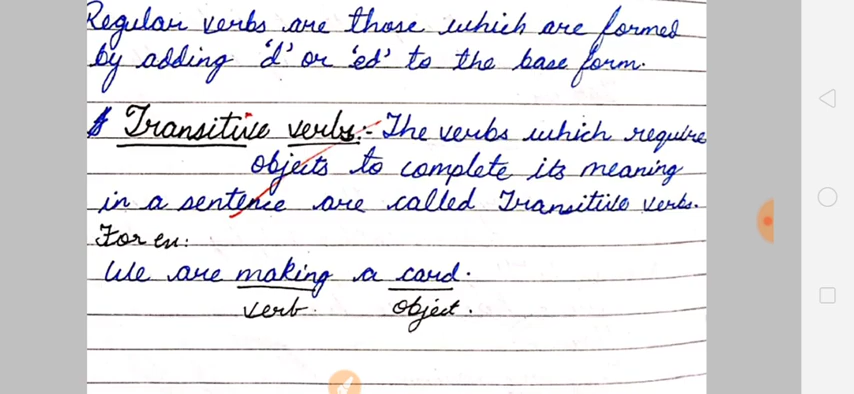 Regular verbs are those which are formed
by adding 'd' or 'ed' to the base form.
Transitive verbs:- The verbs which require
objects to complete its meaning
in a sentence are called Transitive verbs.
For ex:
We are making a card.
verb. object.